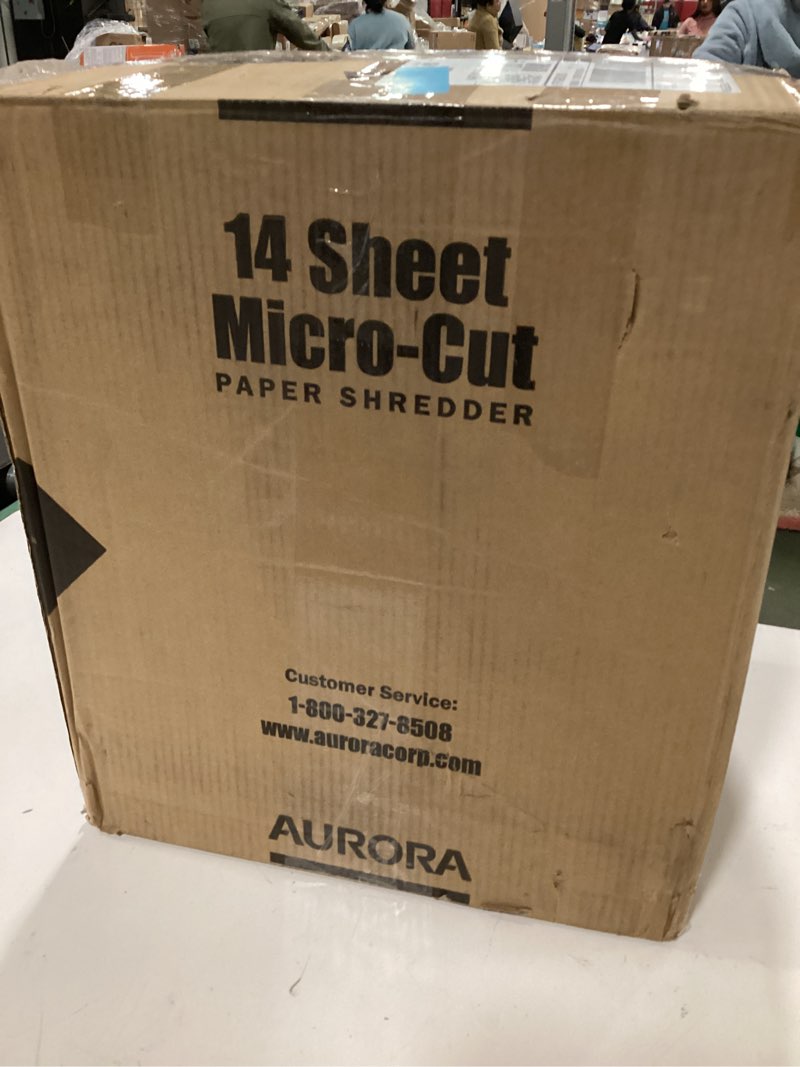 14 Sheet
Micro-Cut
PAPER SHREDDER
Customer Service:
1-800-327-8508
www.auroracorp.com
AURORA